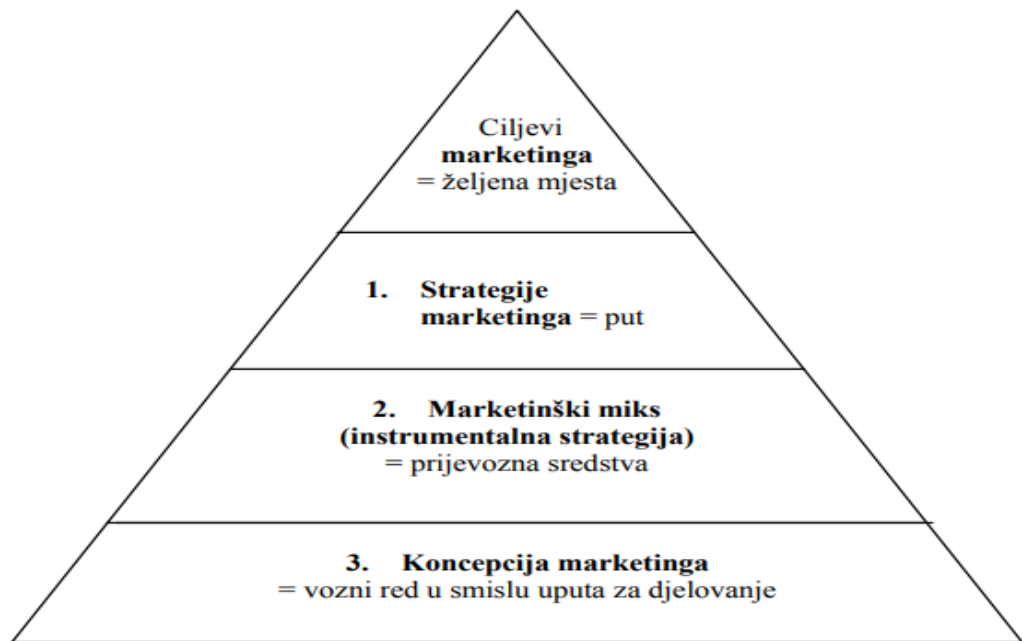 Ciljevi
marketinga
= željena mjesta
1. Strategije
marketinga = put
2. Marketinški miks
(instrumentalna strategija)
= prijevozna sredstva
3. Koncepcija marketinga
= vozni red u smislu uputa za djelovanje